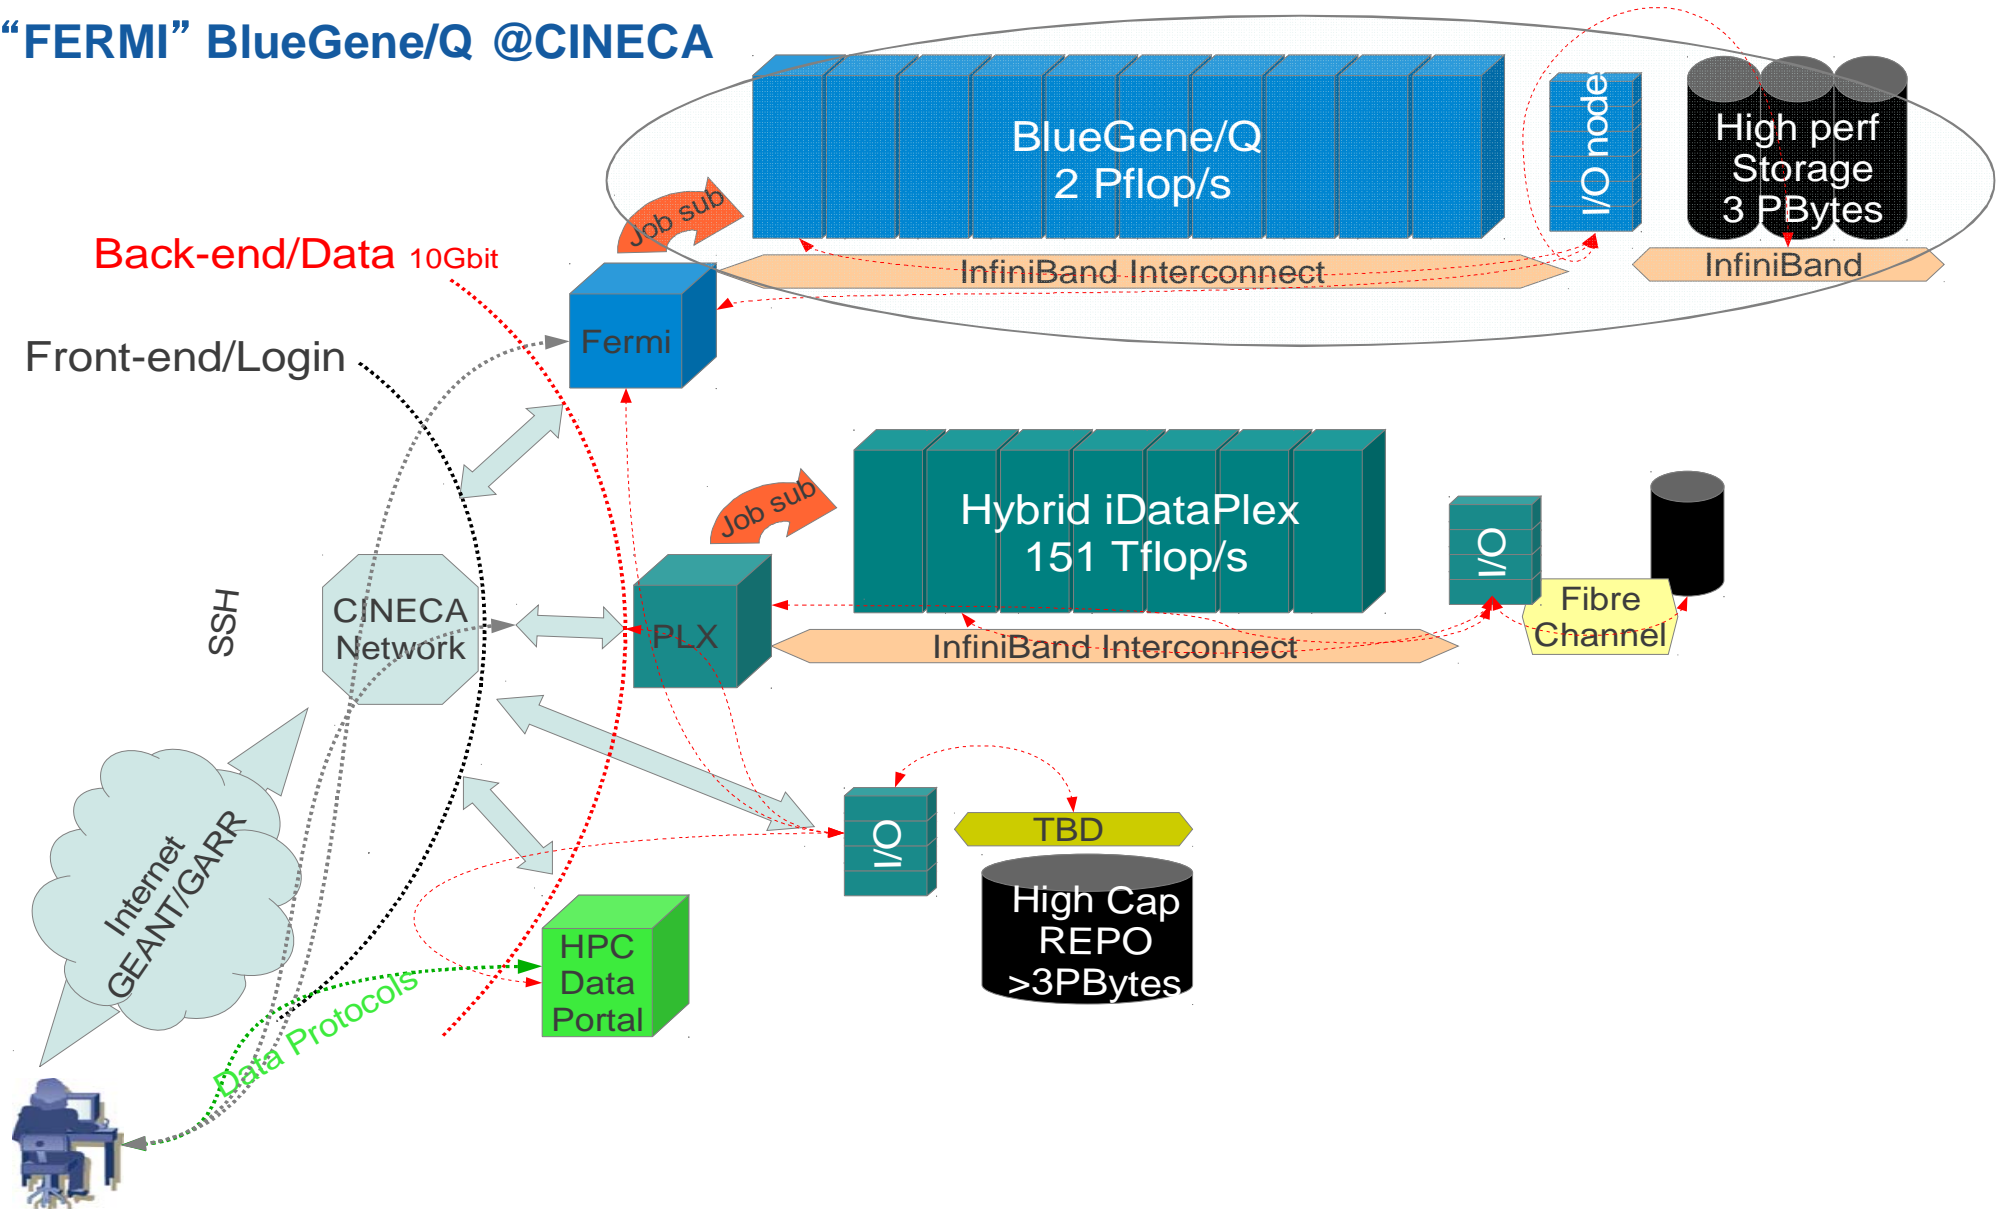 “FERMI” BlueGene/Q @CINECA
BlueGene/Q
2 Pflop/s
I/O nodes
High perf
Storage
3 PBytes
Job sub
Back-end/Data 10Gbit
InfiniBand Interconnect
InfiniBand
Fermi
Front-end/Login
Job sub
Hybrid iDataPlex
151 Tflop/s
I/O
Fibre
Channel
SSH
CINECA
Network
PLX
InfiniBand Interconnect
Internet
GEANT/GARR
I/O
TBD
High Cap
REPO
>3PBytes
HPC
Data
Portal
Data Protocols